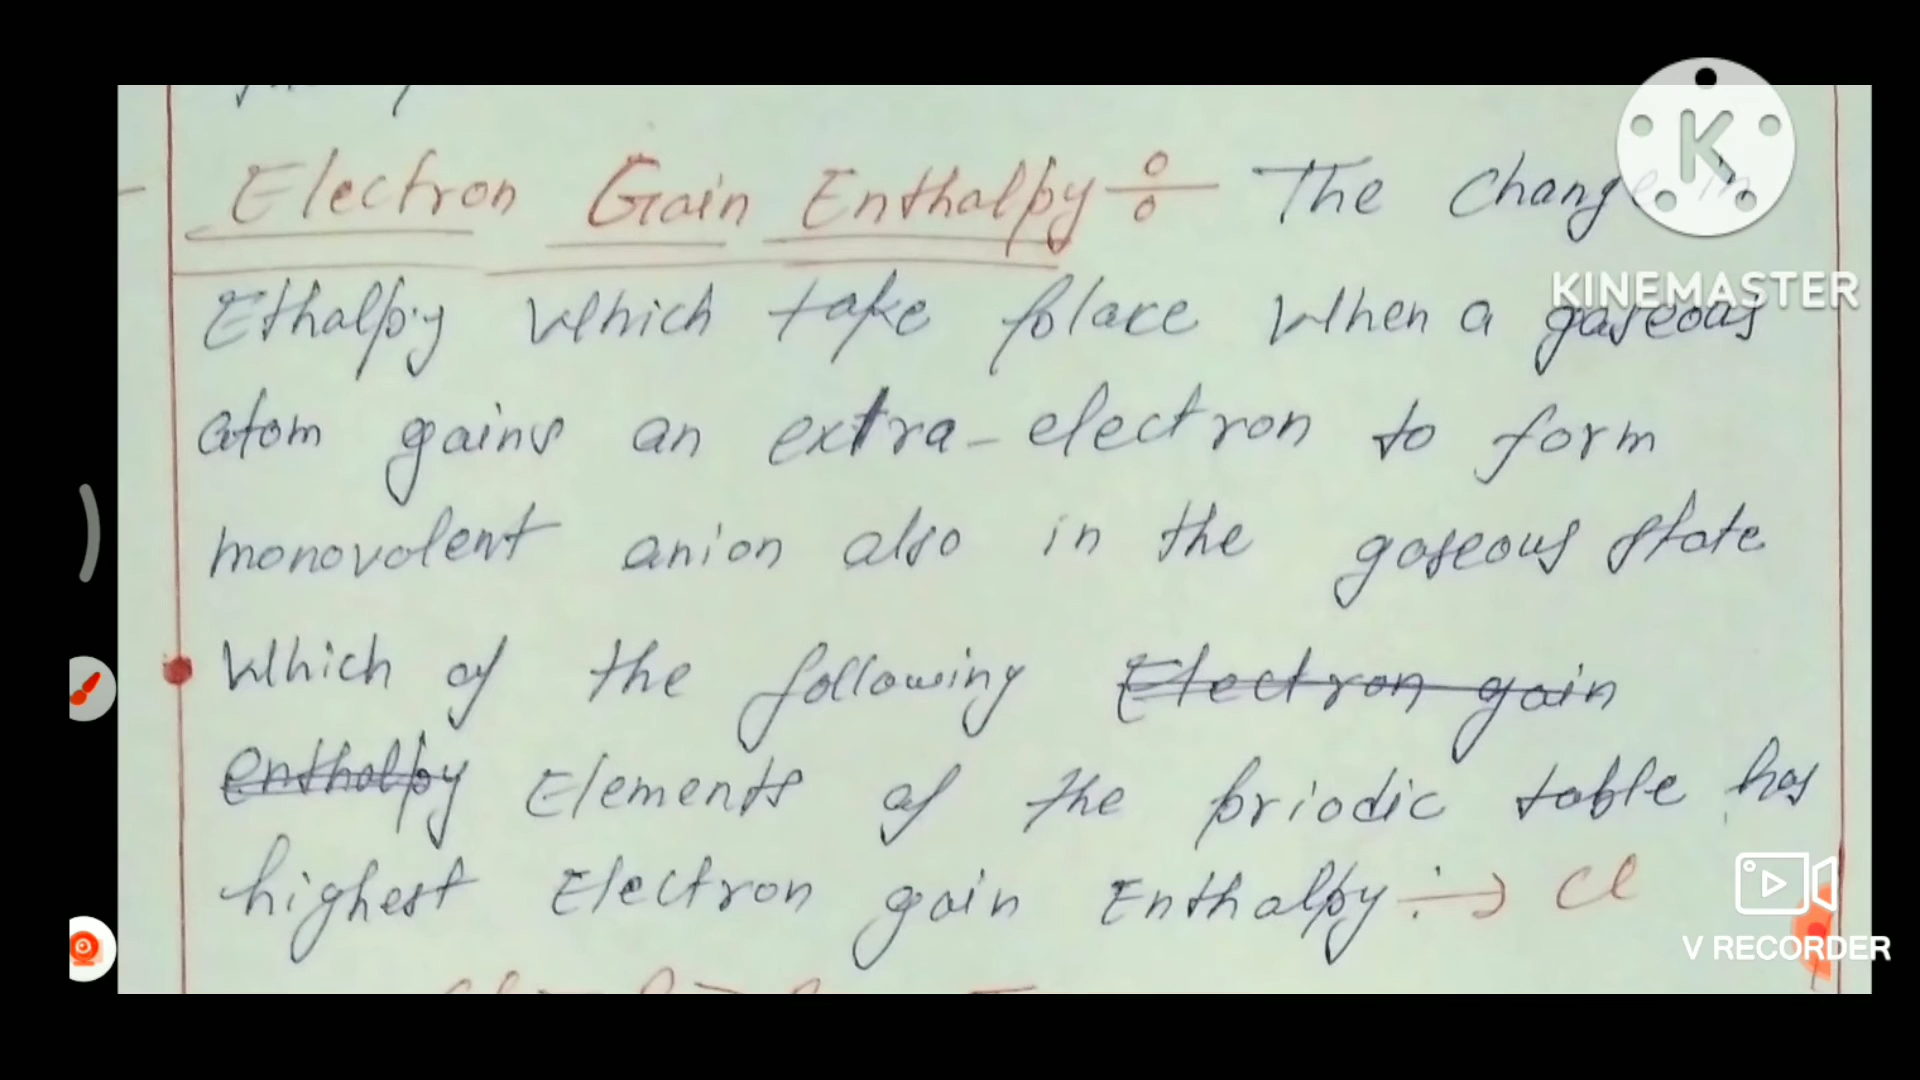 Electron Gain Enthalpy÷ The Change in
Ethalpy Which take place When a gaseous
atom gains an extra-electron to form
monovolent anion also in the gaseous state
Which of the following Electron gain
enthalpy Elements of the priodic table has
highest Electron gain Enthalpy÷→ Cl
K
KINEMASTER
V RECORDER